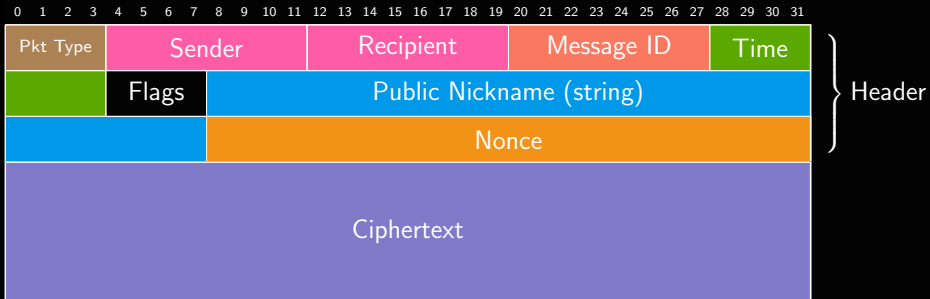 0 1 2 3 4 5 6 7 8 9 10 11 12 13 14 15 16 17 18 19 20 21 22 23 24 25 26 27 28 29 30 31
Pkt Type Sender Recipient Message ID Time
Flags Public Nickname (string) Header
Nonce
Ciphertext